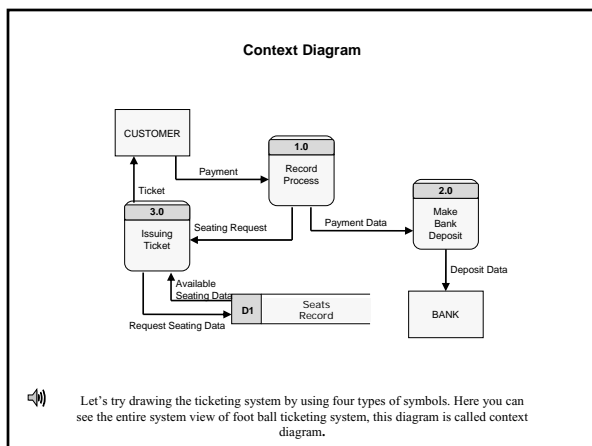 Context Diagram
CUSTOMER
1.0
Record
Process
Payment
2.0
Make
Bank
Deposit
Ticket
3.0
Issuing
Ticket
Seating Request
Payment Data
Deposit Data
Available
Seating Data
D1
Seats
Record
Request Seating Data
BANK
Let's try drawing the ticketing system by using four types of symbols. Here you can
see the entire system view of foot ball ticketing system, this diagram is called context
diagram.